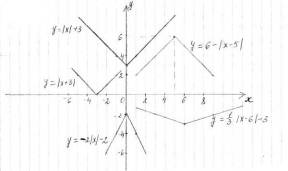 y
y=|x|+3
6
4
y=6-|x-5|
2
y=|x+3|
-6 -4 -2 0 2 4 6 8 x
-2
-4
y=-2|x|-2
-6
y=1/3|x-6|-3